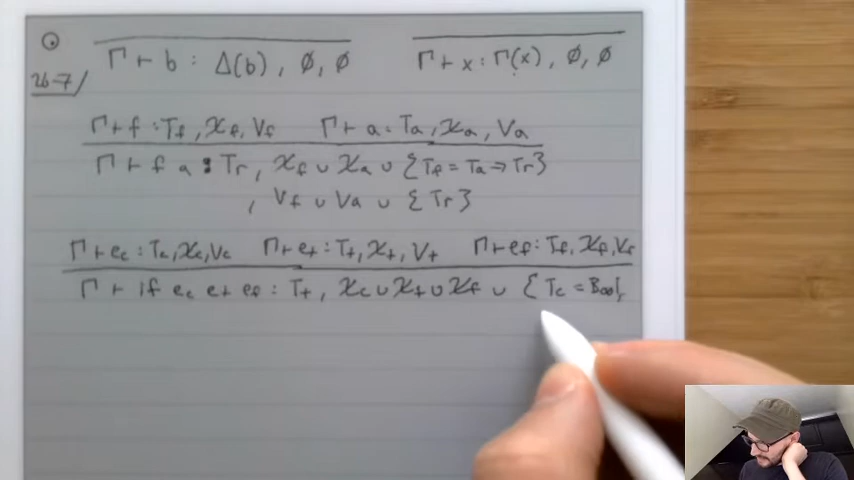 Γ ⊢ b : Δ(b), ∅, ∅    Γ ⊢ x : Γ(x), ∅, ∅
26-7/
Γ ⊢ f : Tf, Xf, Vf    Γ ⊢ a : Ta, Xa, Va
Γ ⊢ f a : Tr, Xf ∪ Xa ∪ {Tf = Ta → Tr}
, Vf ∪ Va ∪ {Tr}
Γ ⊢ ec : Tc, Xc, Vc    Γ ⊢ et : Tt, Xt, Vt    Γ ⊢ ef : Tf, Xf, Vf
Γ ⊢ if ec et ef : Tt, Xc ∪ Xt ∪ Xf ∪ {Tc = Bool,